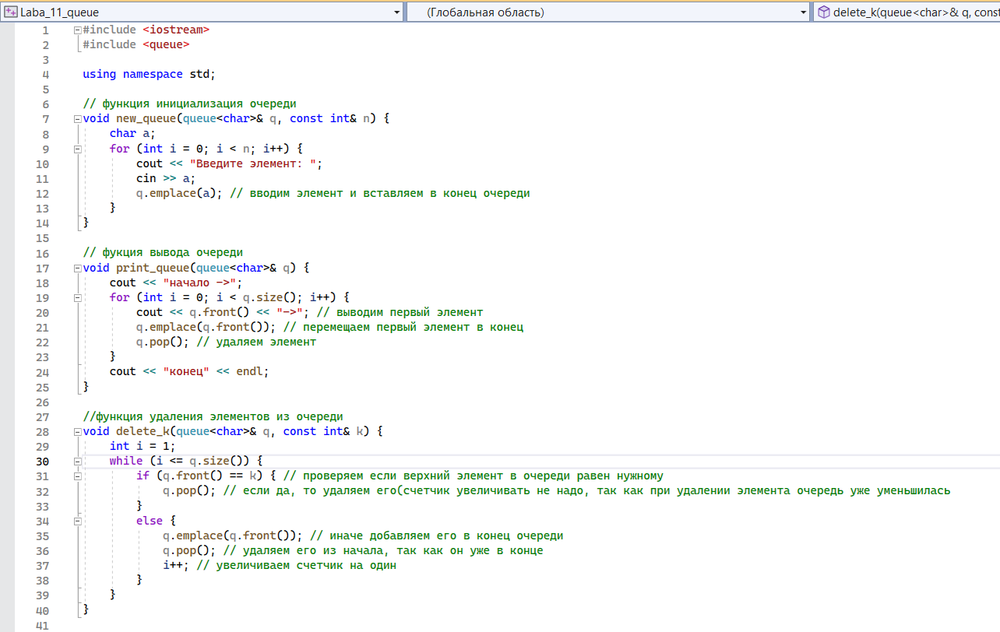 Laba_11_queue (Глобальная область) delete_k(queue<char>& q, const
1 #include <iostream>
2 #include <queue>
3
4 using namespace std;
5
6 // функция инициализация очереди
7 void new_queue(queue<char>& q, const int& n) {
8 char a;
9 for (int i = 0; i < n; i++) {
10 cout << "Введите элемент: ";
11 cin >> a;
12 q.emplace(a); // вводим элемент и вставляем в конец очереди
13 }
14 }
15
16 // фукция вывода очереди
17 void print_queue(queue<char>& q) {
18 cout << "начало ->";
19 for (int i = 0; i < q.size(); i++) {
20 cout << q.front() << "->"; // выводим первый элемент
21 q.emplace(q.front()); // перемещаем первый элемент в конец
22 q.pop(); // удаляем элемент
23 }
24 cout << "конец" << endl;
25 }
26
27 //функция удаления элементов из очереди
28 void delete_k(queue<char>& q, const int& k) {
29 int i = 1;
30 while (i <= q.size()) {
31 if (q.front() == k) { // проверяем если верхний элемент в очереди равен нужному
32 q.pop(); // если да, то удаляем его(счетчик увеличивать не надо, так как при удалении элемента очередь уже уменьшилась
33 }
34 else {
35 q.emplace(q.front()); // иначе добавляем его в конец очереди
36 q.pop(); // удаляем его из начала, так как он уже в конце
37 i++; // увеличиваем счетчик на один
38 }
39 }
40 }
41